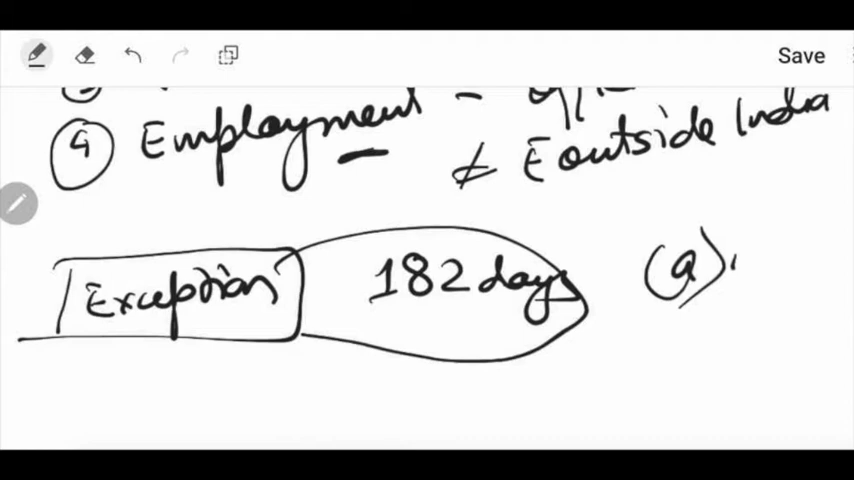 Save
④ Employment -
& E outside India
Exception 182 days (a).